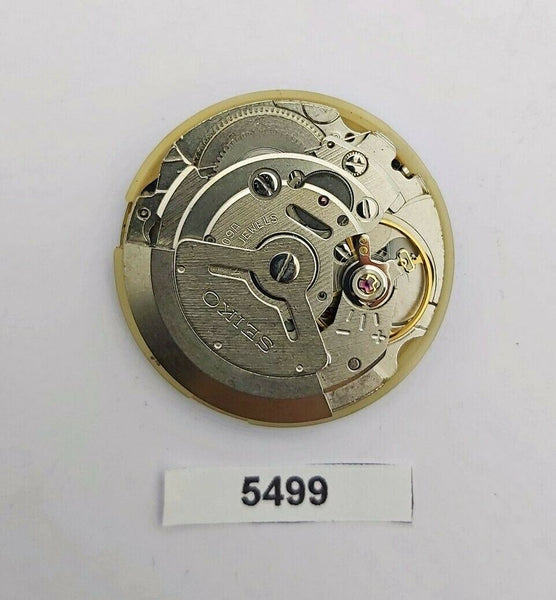 JEWELS
SEIKO
+ -
5499